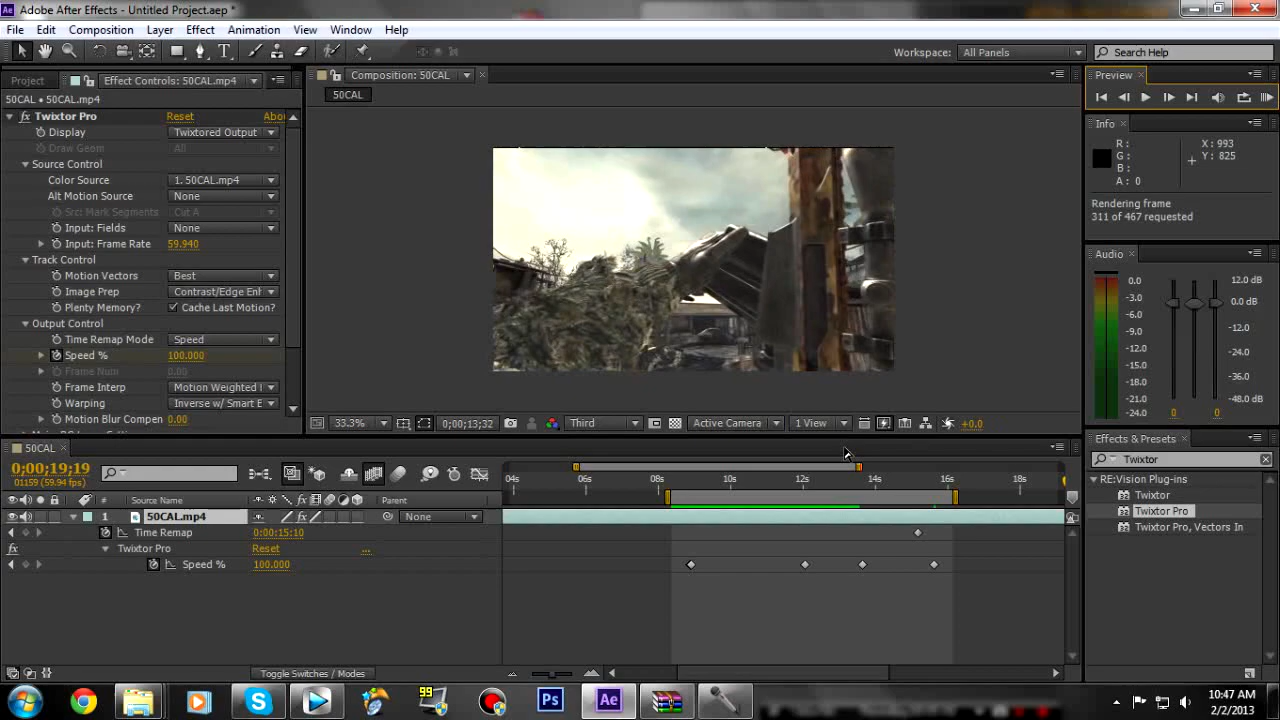 Adobe After Effects - Untitled Project.aep *
File Edit Composition Layer Effect Animation View Window Help
Workspace: All Panels Search Help
Project Effect Controls: 50CAL.mp4 Composition: 50CAL Preview
50CAL • 50CAL.mp4
50CAL
Twixtor Pro Reset Abou
Display Twixtored Output
Draw Geom All
Source Control
Color Source 1. 50CAL.mp4
Alt Motion Source None
Src: Mark Segments Cut A
Input: Fields None
Input: Frame Rate 59.940
Track Control
Motion Vectors Best
Image Prep Contrast/Edge Enh
Plenty Memory? Cache Last Motion?
Output Control
Time Remap Mode Speed
Speed % 100.000
Frame Num 0.00
Frame Interp Motion Weighted
Warping Inverse w/ Smart
Motion Blur Compen 0.00
33.3% 0;00;13;32 Third Active Camera 1 View +0.0
Info
R: X: 993
G: Y: 825
B:
A: 0
Rendering frame
311 of 467 requested
Audio
0.0 12.0 dB
-3.0 0.0 dB
-6.0
-9.0 -12.0
-12.0
-15.0 -24.0
-18.0
-21.0 -36.0
-24.0 -48.0 dB
0 0
Effects & Presets
Twixtor
RE:Vision Plug-ins
Twixtor
Twixtor Pro
Twixtor Pro, Vectors In
50CAL
0;00;19;19
01159 (59.94 fps)
04s 06s 08s 10s 12s 14s 16s 18s
# Source Name Parent
1 50CAL.mp4 None
Time Remap 0:00:15:10
Twixtor Pro Reset ...
Speed % 100.000
Toggle Switches / Modes
99 Ps Ae
10:47 AM
2/2/2013